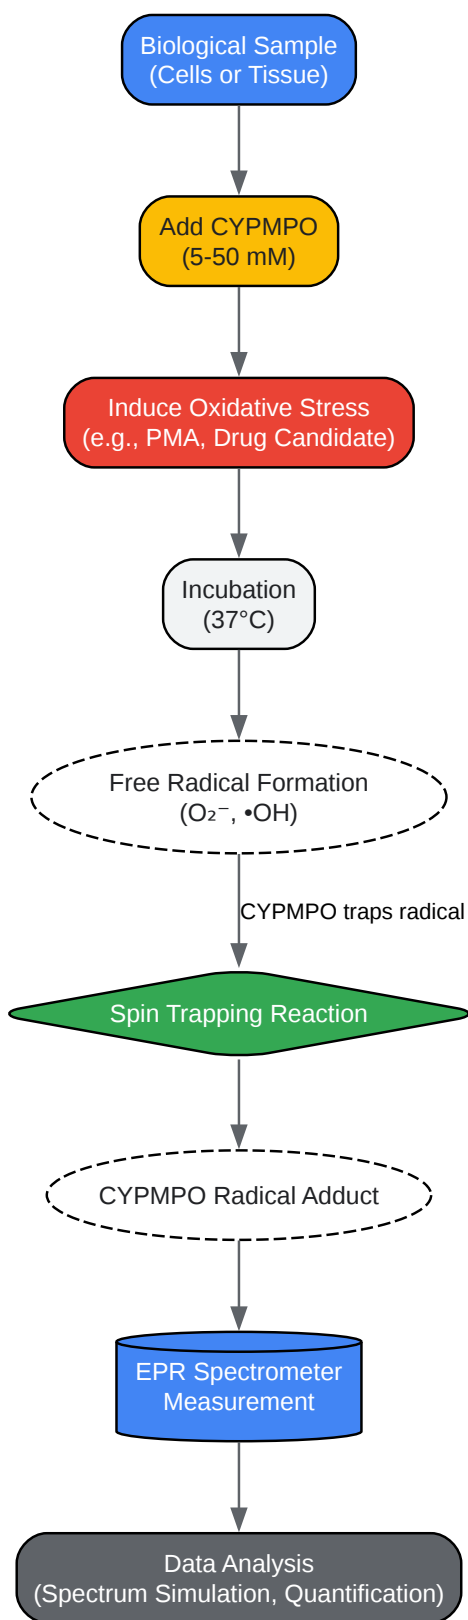 Biological Sample
(Cells or Tissue)
Add CYPMPO
(5-50 mM)
Induce Oxidative Stress
(e.g., PMA, Drug Candidate)
Incubation
(37°C)
Free Radical Formation
(O₂⁻, •OH)
CYPMPO traps radical
Spin Trapping Reaction
CYPMPO Radical Adduct
EPR Spectrometer
Measurement
Data Analysis
(Spectrum Simulation, Quantification)